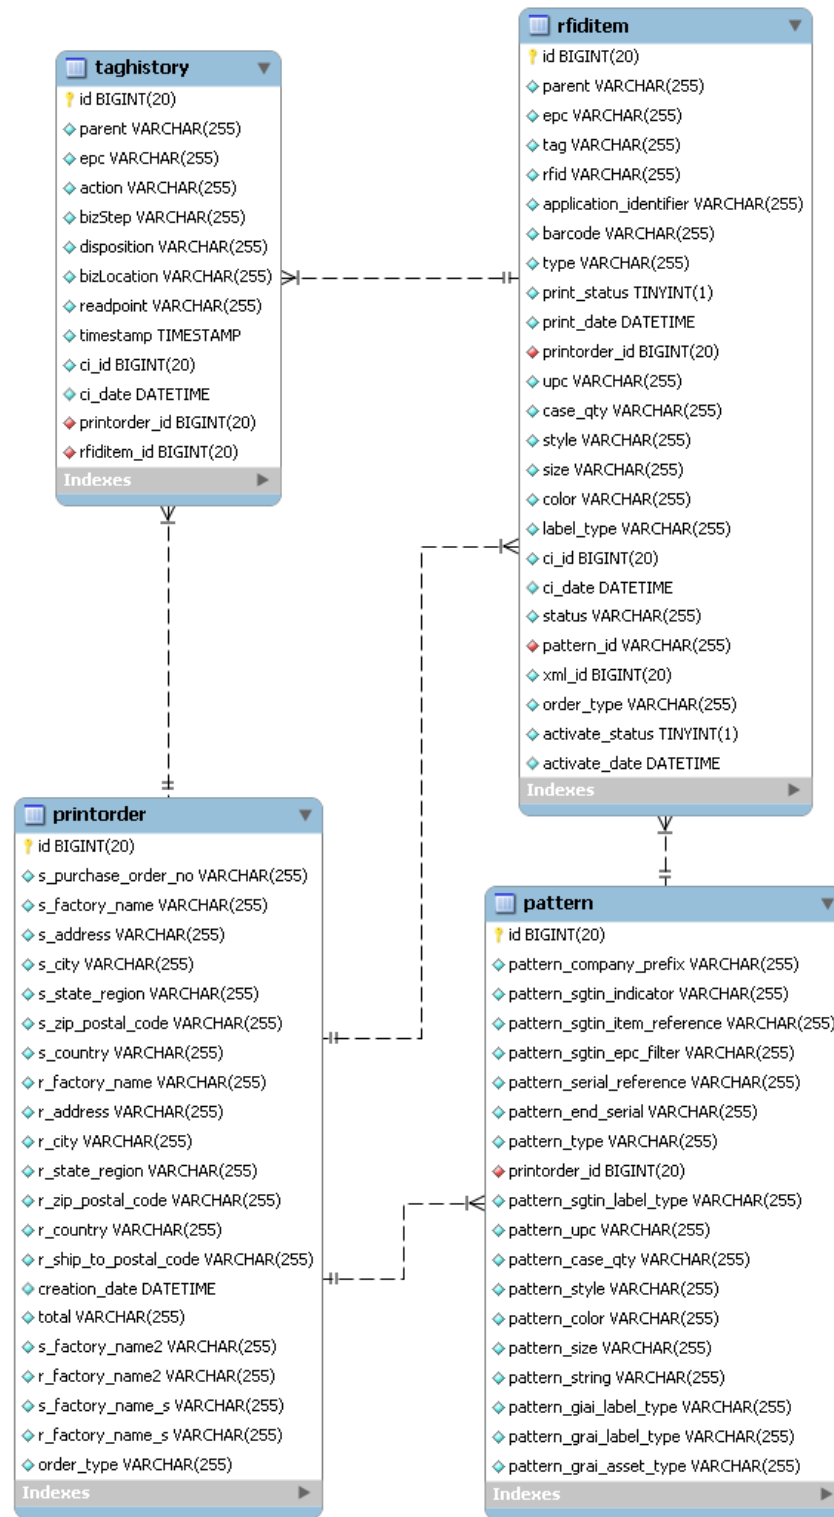 taghistory
id BIGINT(20)
parent VARCHAR(255)
epc VARCHAR(255)
action VARCHAR(255)
bizStep VARCHAR(255)
disposition VARCHAR(255)
bizLocation VARCHAR(255)
readpoint VARCHAR(255)
timestamp TIMESTAMP
ci_id BIGINT(20)
ci_date DATETIME
printorder_id BIGINT(20)
rfiditem_id BIGINT(20)
Indexes
rfiditem
id BIGINT(20)
parent VARCHAR(255)
epc VARCHAR(255)
tag VARCHAR(255)
rfid VARCHAR(255)
application_identifier VARCHAR(255)
barcode VARCHAR(255)
type VARCHAR(255)
print_status TINYINT(1)
print_date DATETIME
printorder_id BIGINT(20)
upc VARCHAR(255)
case_qty VARCHAR(255)
style VARCHAR(255)
size VARCHAR(255)
color VARCHAR(255)
label_type VARCHAR(255)
ci_id BIGINT(20)
ci_date DATETIME
status VARCHAR(255)
pattern_id VARCHAR(255)
xml_id BIGINT(20)
order_type VARCHAR(255)
activate_status TINYINT(1)
activate_date DATETIME
Indexes
printorder
id BIGINT(20)
s_purchase_order_no VARCHAR(255)
s_factory_name VARCHAR(255)
s_address VARCHAR(255)
s_city VARCHAR(255)
s_state_region VARCHAR(255)
s_zip_postal_code VARCHAR(255)
s_country VARCHAR(255)
r_factory_name VARCHAR(255)
r_address VARCHAR(255)
r_city VARCHAR(255)
r_state_region VARCHAR(255)
r_zip_postal_code VARCHAR(255)
r_country VARCHAR(255)
r_ship_to_postal_code VARCHAR(255)
creation_date DATETIME
total VARCHAR(255)
s_factory_name2 VARCHAR(255)
r_factory_name2 VARCHAR(255)
s_factory_name_s VARCHAR(255)
r_factory_name_s VARCHAR(255)
order_type VARCHAR(255)
Indexes
pattern
id BIGINT(20)
pattern_company_prefix VARCHAR(255)
pattern_sgtin_indicator VARCHAR(255)
pattern_sgtin_item_reference VARCHAR(255)
pattern_sgtin_epc_filter VARCHAR(255)
pattern_serial_reference VARCHAR(255)
pattern_end_serial VARCHAR(255)
pattern_type VARCHAR(255)
printorder_id BIGINT(20)
pattern_sgtin_label_type VARCHAR(255)
pattern_upc VARCHAR(255)
pattern_case_qty VARCHAR(255)
pattern_style VARCHAR(255)
pattern_color VARCHAR(255)
pattern_size VARCHAR(255)
pattern_string VARCHAR(255)
pattern_giai_label_type VARCHAR(255)
pattern_grai_label_type VARCHAR(255)
pattern_grai_asset_type VARCHAR(255)
Indexes